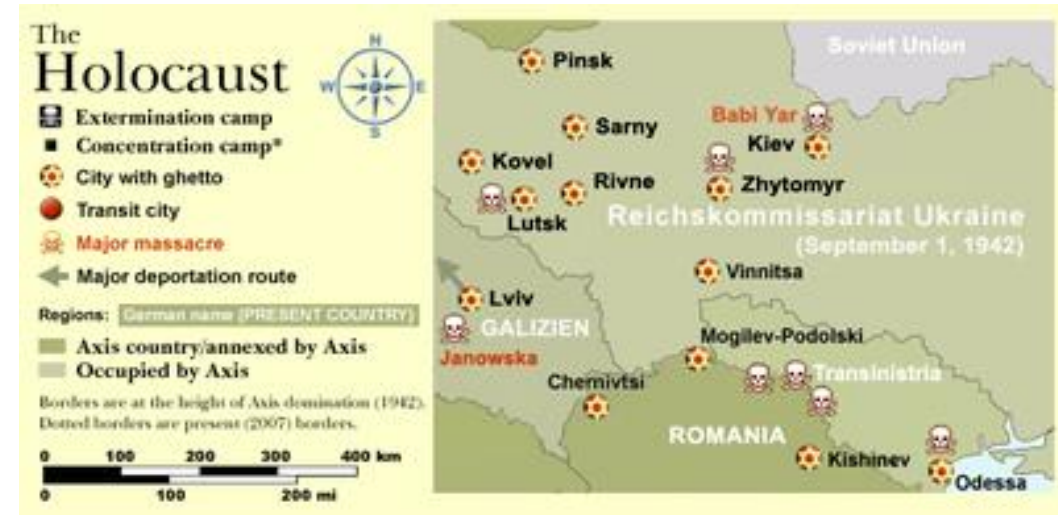 The
Holocaust
Extermination camp
Concentration camp*
City with ghetto
Transit city
Major massacre
Major deportation route
Regions: German name (PRESENT COUNTRY)
Axis country/annexed by Axis
Occupied by Axis
Borders are at the height of Axis domination (1942).
Dotted borders are present (2007) borders.
0 100 200 300 400 km
0 100 200 mi
N
W E
S
Soviet Union
Pinsk
Babi Yar
Sarny
Kiev
Kovel
Rivne
Zhytomyr
Lutsk
Reichskommissariat Ukraine
(September 1, 1942)
Vinnitsa
Lviv
GALIZIEN
Mogilev-Podolski
Janowska
Transinistria
Chernivtsi
ROMANIA
Kishinev
Odessa